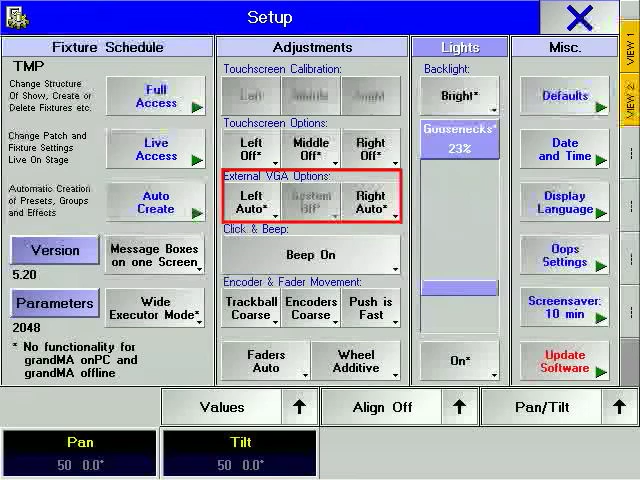 Setup
Fixture Schedule
TMP
Change Structure
Of Show, Create or
Delete Fixtures etc.
Full
Access
Change Patch and
Fixture Settings
Live On Stage
Live
Access
Automatic Creation
of Presets, Groups
and Effects
Auto
Create
Version
5.20
Message Boxes
on one Screen
Parameters
2048
Wide
Executor Mode*
* No functionality for
grandMA onPC and
grandMA offline
Adjustments
Touchscreen Calibration:
Left
Middle
Right
Touchscreen Options:
Left
Off*
Middle
Off*
Right
Off*
External VGA Options:
Left
Auto*
Custom
Off*
Right
Auto*
Click & Beep:
Beep On
Encoder & Fader Movement:
Trackball
Coarse
Encoders
Coarse
Push is
Fast
Faders
Auto
Wheel
Additive
Lights
Backlight:
Bright*
Goosenecks*
23%
On*
Misc.
Defaults
Date
and Time
Display
Language
Oops
Settings
Screensaver:
10 min
Update
Software
VIEW 1
VIEW 2
Values
Align Off
Pan/Tilt
Pan
50 0.0*
Tilt
50 0.0*